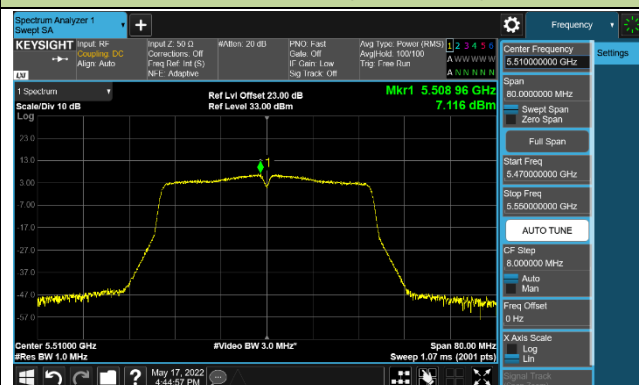 Spectrum Analyzer 1
Swept SA
Frequency
KEYSIGHT
Input: RF
Coupling: DC
Align: Auto
Input Z: 50 Ω
Corrections: Off
Freq Ref: Int (S)
NFE: Adaptive
#Atten: 20 dB
PNO: Fast
Gate: Off
IF Gain: Low
Sig Track: Off
Avg Type: Power (RMS)
Avg|Hold: 100/100
Trig: Free Run
1 2 3 4 5 6
A W W W W W
A N N N N N
LXI
1 Spectrum
Scale/Div 10 dB
Log
Ref Lvl Offset 23.00 dB
Ref Level 33.00 dBm
Mkr1 5.508 96 GHz
7.116 dBm
23.0
13.0
3.00
-7.00
-17.0
-27.0
-37.0
-47.0
-57.0
1
Center 5.51000 GHz
#Res BW 1.0 MHz
#Video BW 3.0 MHz*
Span 80.00 MHz
Sweep 1.07 ms (2001 pts)
May 17, 2022
4:44:57 PM
Center Frequency
5.510000000 GHz
Settings
Span
80.0000000 MHz
Swept Span
Zero Span
Full Span
Start Freq
5.470000000 GHz
Stop Freq
5.550000000 GHz
AUTO TUNE
CF Step
8.000000 MHz
Auto
Man
Freq Offset
0 Hz
X Axis Scale
Log
Lin
Signal Track